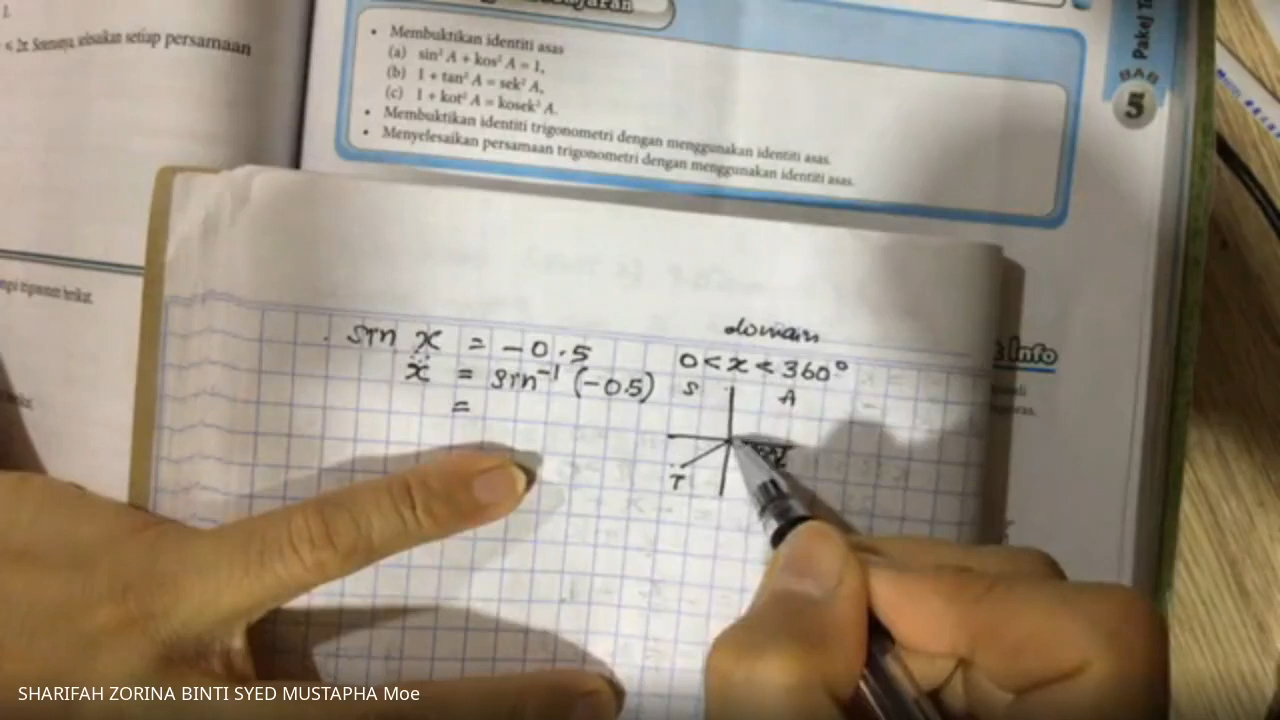 ≤ 2π. Seterusnya, selesaikan setiap persamaan
• Membuktikan identiti asas
(a) sin² A + kos² A = 1,
(b) 1 + tan² A = sek² A,
(c) 1 + kot² A = kosek² A.
• Membuktikan identiti trigonometri dengan menggunakan identiti asas.
• Menyelesaikan persamaan trigonometri dengan menggunakan identiti asas.
Pakej
BAB
5
Info
sin x = -0.5
x = sin⁻¹ (-0.5)
=
domain
0 < x < 360°
S A
T
SHARIFAH ZORINA BINTI SYED MUSTAPHA Moe